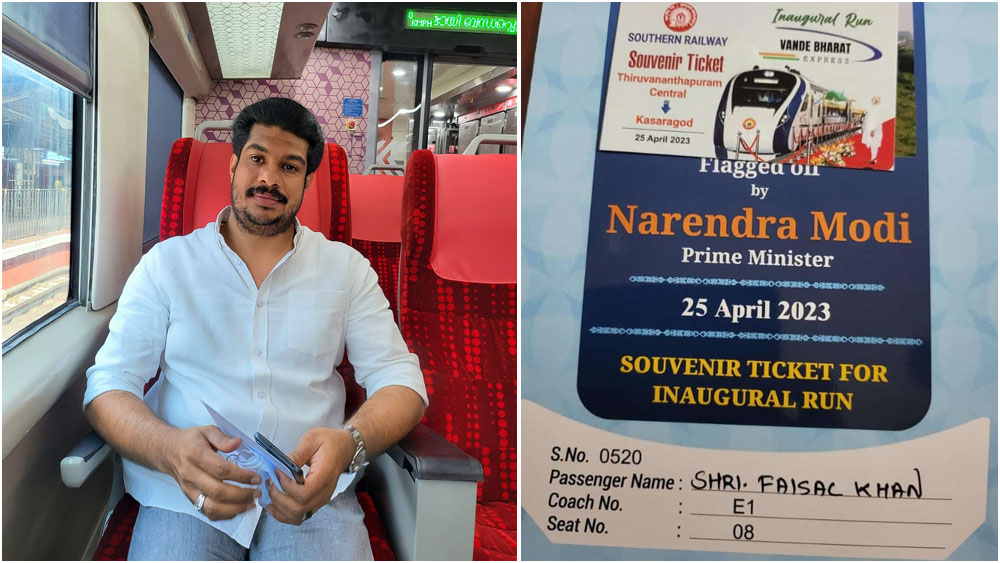 0
KMPH
SOUTHERN RAILWAY
Souvenir Ticket
Thiruvananthapuram
Central
Kasaragod
25 April 2023
Inaugural Run
VANDE BHARAT
EXPRESS
Flagged off
by
Narendra Modi
Prime Minister
25 April 2023
SOUVENIR TICKET FOR
INAUGURAL RUN
S.No. 0520
Passenger Name : SHRI. FAISAL KHAN
Coach No. : E1
Seat No. : 08